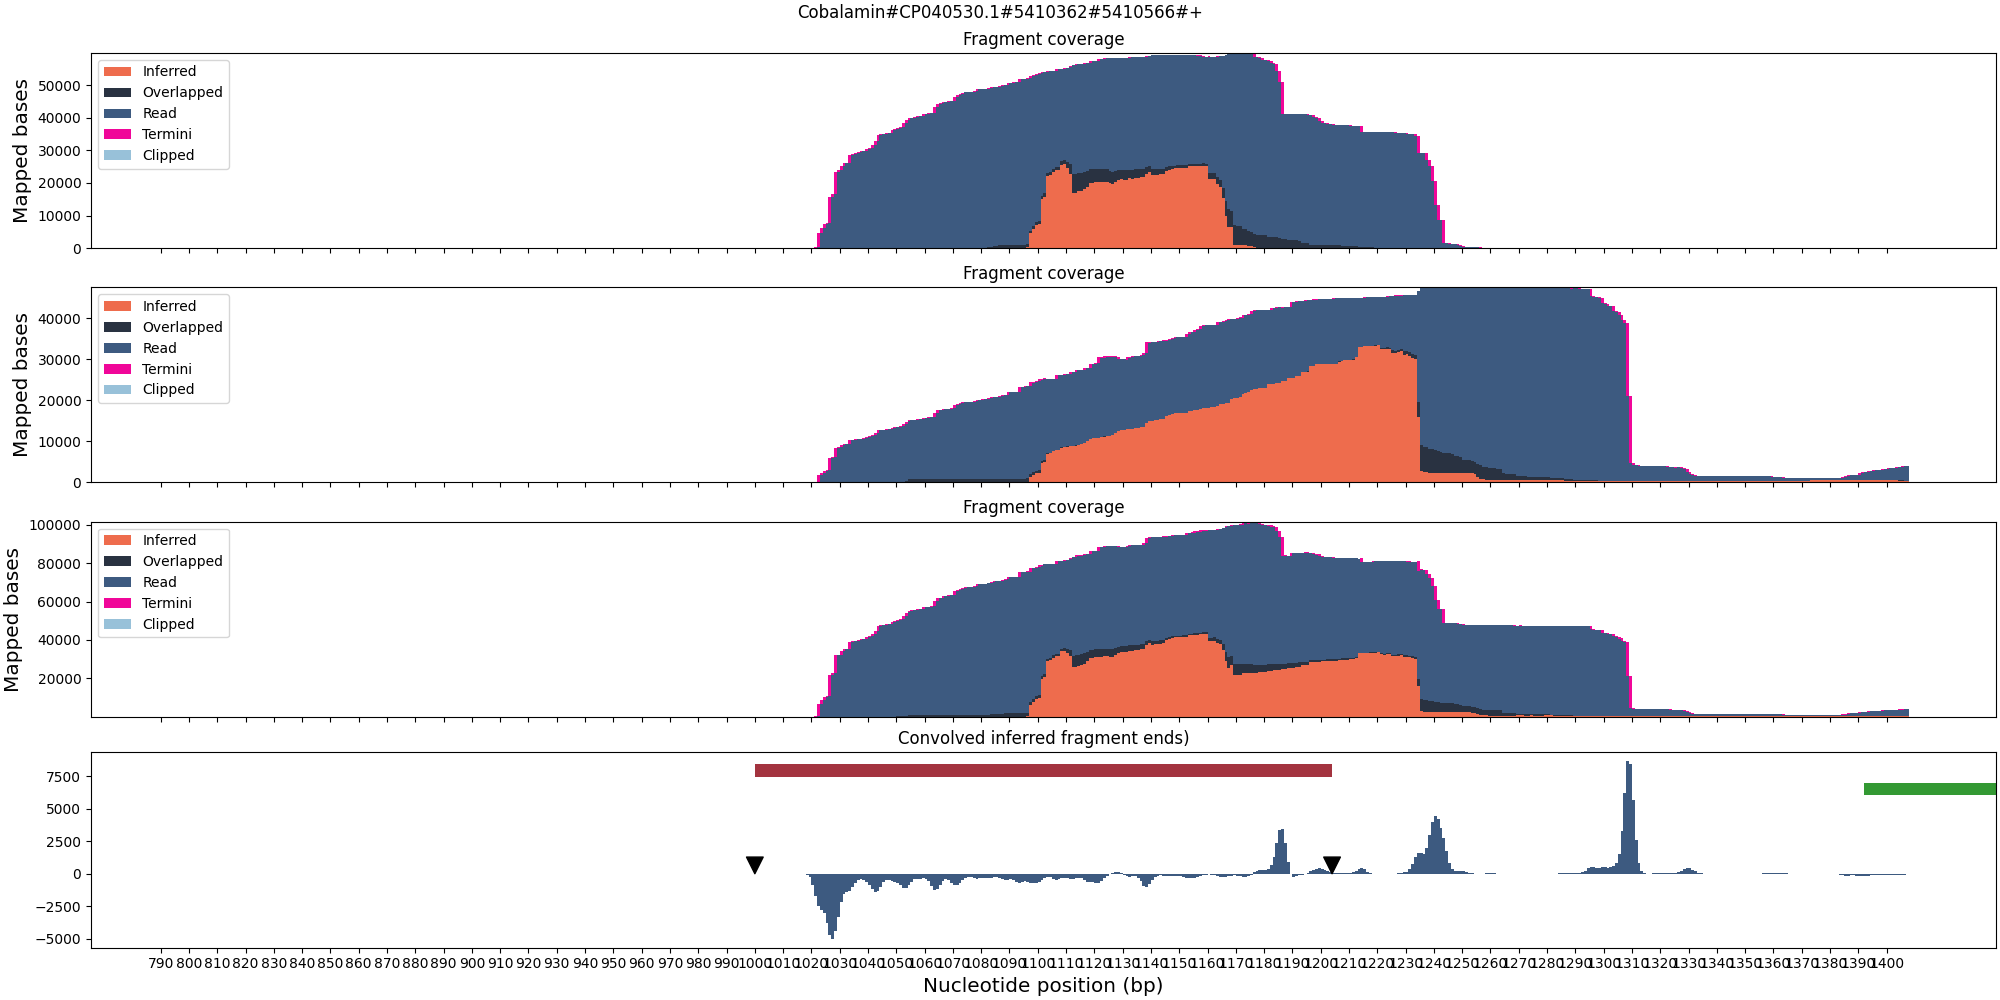 Cobalamin#CP040530.1#5410362#5410566#+
Fragment coverage
Mapped bases
50000
40000
30000
20000
10000
0
Inferred
Overlapped
Read
Termini
Clipped
Fragment coverage
Mapped bases
40000
30000
20000
10000
0
Inferred
Overlapped
Read
Termini
Clipped
Fragment coverage
Mapped bases
100000
80000
60000
40000
20000
Inferred
Overlapped
Read
Termini
Clipped
Convolved inferred fragment ends)
7500
5000
2500
0
−2500
−5000
790 800 810 820 830 840 850 860 870 880 890 900 910 920 930 940 950 960 970 980 990 1000 1010 1020 1030 1040 1050 1060 1070 1080 1090 1100 1110 1120 1130 1140 1150 1160 1170 1180 1190 1200 1210 1220 1230 1240 1250 1260 1270 1280 1290 1300 1310 1320 1330 1340 1350 1360 1370 1380 1390 1400
Nucleotide position (bp)